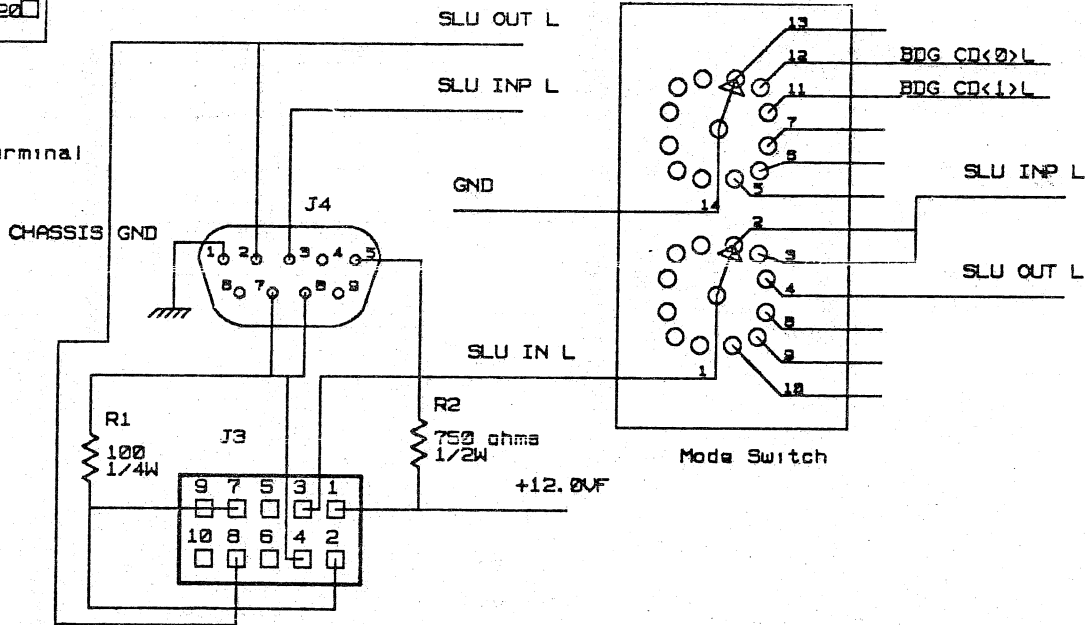 20
SLU OUT L
13
12 BDG CD<0>L
11 BDG CD<1>L
SLU INP L
7
rminal
6
SLU INP L
GND
5
14
J4
2
CHASSIS GND
1 2 3 4 5
3
SLU OUT L
6 7 8 9
4
8
SLU IN L
9
1
10
R1
100
1/4W
J3
R2
750 ohms
1/2W
Mode Switch
+12.0VF
9 7 5 3 1
10 8 6 4 2